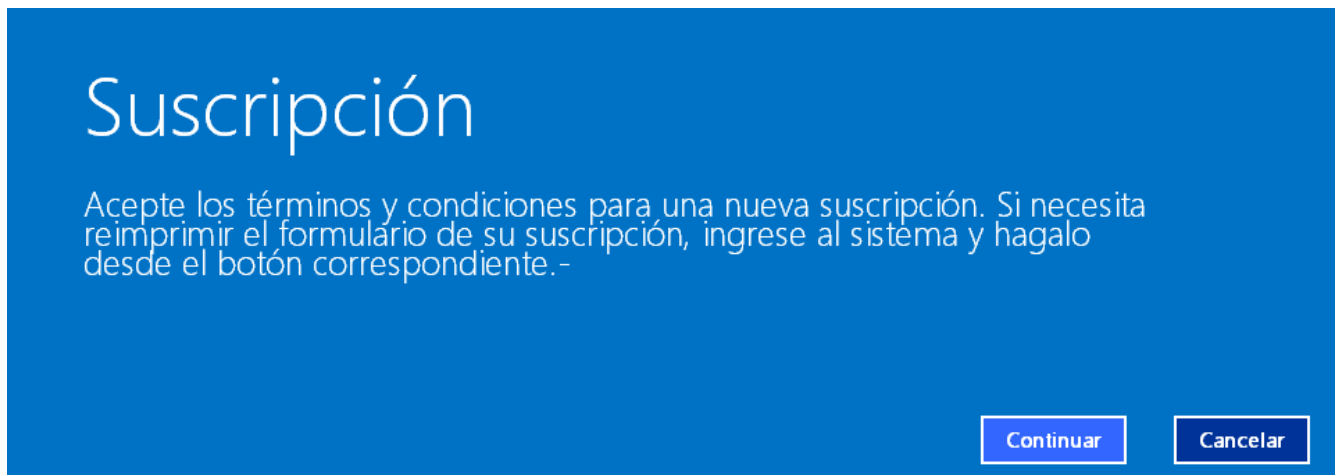 Suscripción
Acepte los términos y condiciones para una nueva suscripción. Si necesita
reimprimir el formulário de su suscripción, ingrese al sistema y hagalo
desde el botón correspondiente.-
Continuar
Cancelar